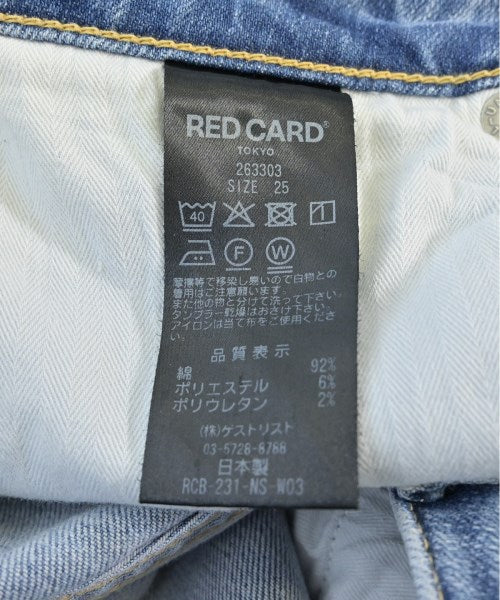 RED CARD®
TOKYO
263303
SIZE 25
40
F W
摩擦等で移染し易いので白物との
着用はご注意願います。
また他の物と分けて洗って下さい。
タンブラー乾燥はおさけ下さい。
アイロンは当て布をご使用くださ
い。
品質表示
綿 92%
ポリエステル 6%
ポリウレタン 2%
(株)ゲストリスト
03-5728-8788
日本製
RCB-231-NS-W03